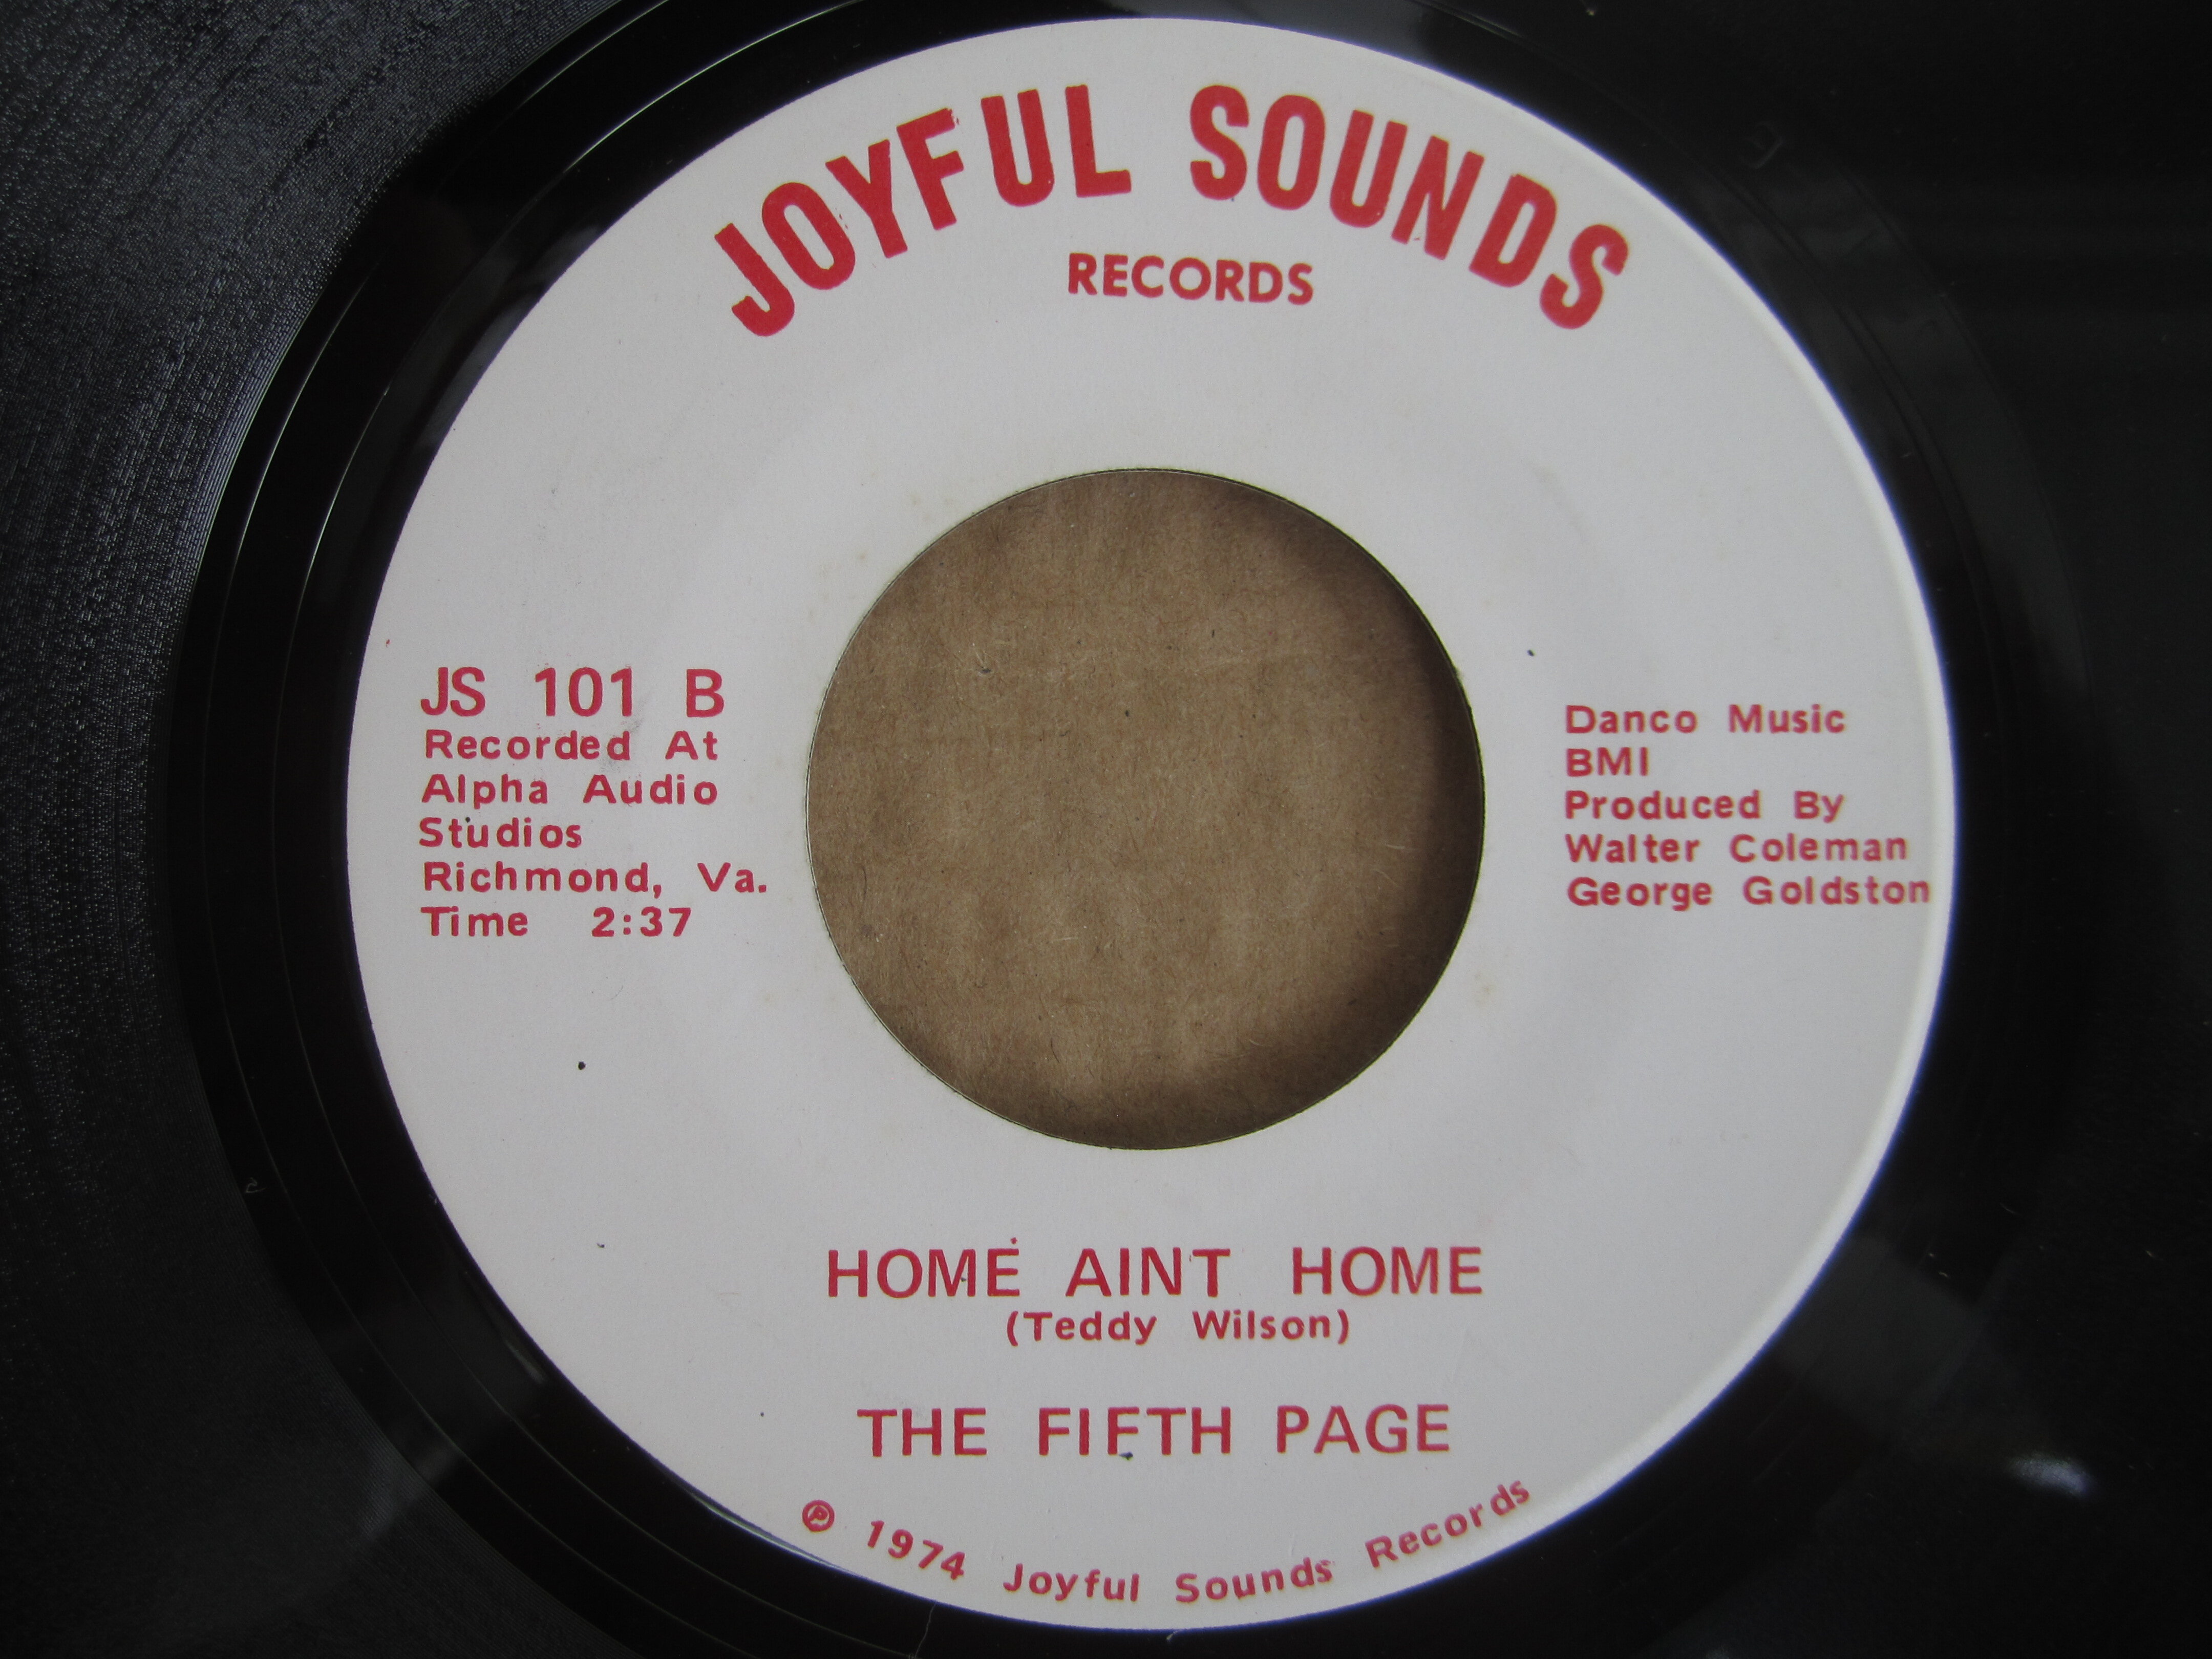 JOYFUL SOUNDS
RECORDS
JS 101 B
Recorded At
Alpha Audio
Studios
Richmond, Va.
Time 2:37
Danco Music
BMI
Produced By
Walter Coleman
George Goldston
HOME AINT HOME
(Teddy Wilson)
THE FIFTH PAGE
℗ 1974 Joyful Sounds Records